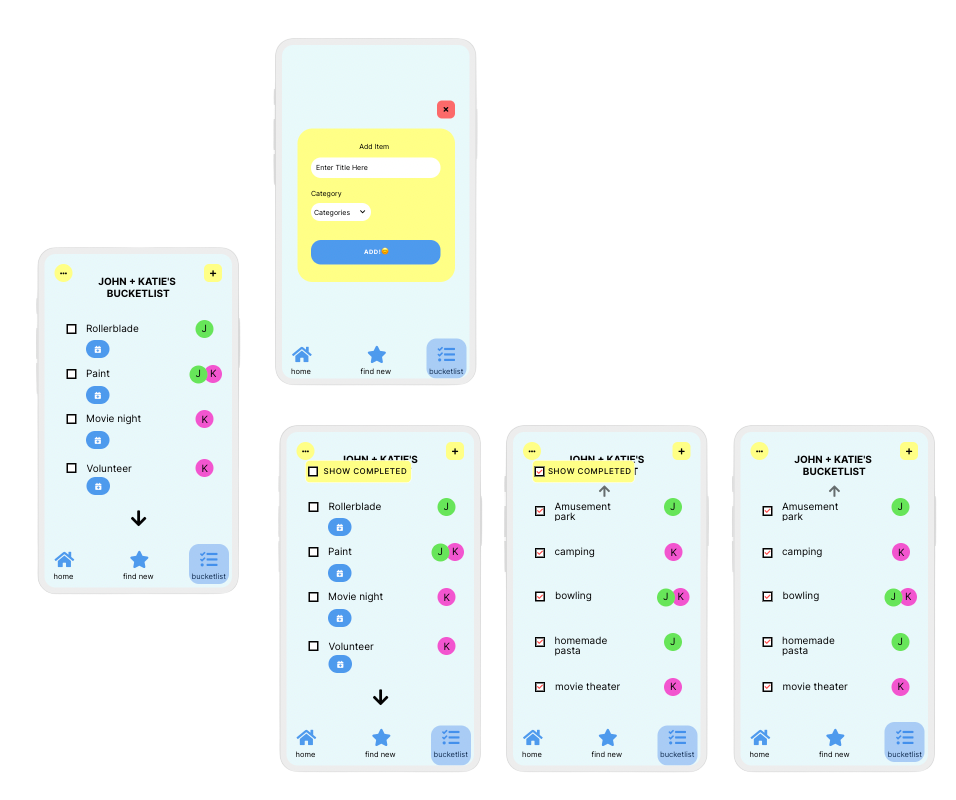 Add Item
Enter Title Here
Category
Categories
ADD!
home
find new
bucketlist
JOHN + KATIE'S
BUCKETLIST
Rollerblade
J
Paint
J
K
Movie night
K
Volunteer
K
home
find new
bucketlist
JOHN + KATIE'S
SHOW COMPLETED
Rollerblade
J
Paint
J
K
Movie night
K
Volunteer
K
home
find new
bucketlist
JOHN + KATIE'S
SHOW COMPLETED
T
Amusement
park
J
camping
K
bowling
J
K
homemade
pasta
J
movie theater
K
home
find new
bucketlist
JOHN + KATIE'S
BUCKETLIST
Amusement
park
J
camping
K
bowling
J
K
homemade
pasta
J
movie theater
K
home
find new
bucketlist